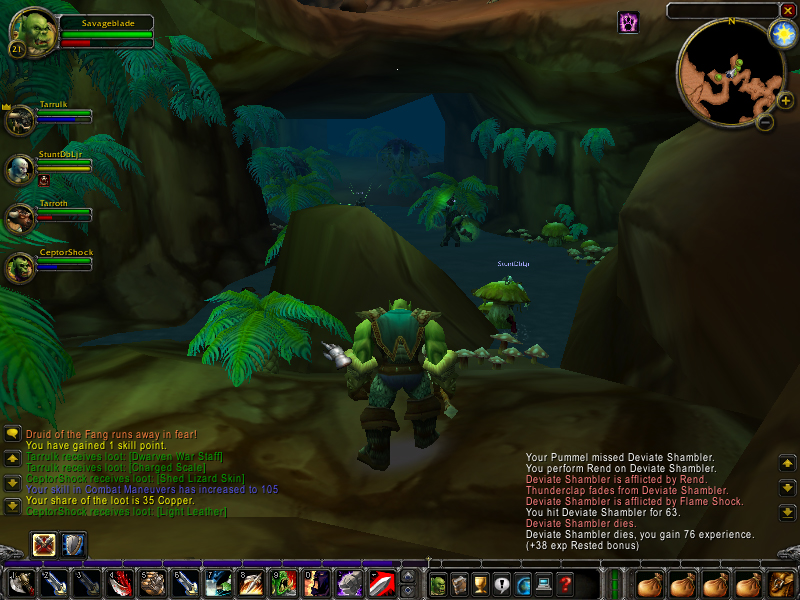 Savageblade
21
N
Tarrulk
StuntDbLjr
Tarroth
CeptorShock
StuntDbLjr
Druid of the Fang runs away in fear!
You have gained 1 skill point.
Tarrulk receives loot: [Dwarven War Staff]
Tarrulk receives loot: [Charged Scale]
CeptorShock receives loot: [Shed Lizard Skin]
Your skill in Combat Maneuvers has increased to 105
Your share of the loot is 35 Copper.
CeptorShock receives loot: [Light Leather]
Your Pummel missed Deviate Shambler.
You perform Rend on Deviate Shambler.
Deviate Shambler is afflicted by Rend.
Thunderclap fades from Deviate Shambler.
Deviate Shambler is afflicted by Flame Shock.
You hit Deviate Shambler for 63.
Deviate Shambler dies.
Deviate Shambler dies, you gain 76 experience.
(+38 exp Rested bonus)